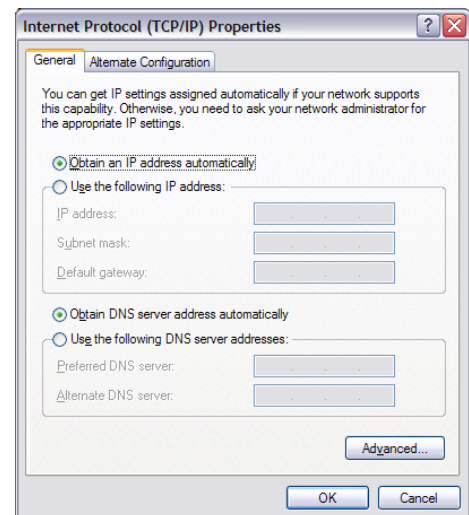 Internet Protocol (TCP/IP) Properties
?
X
General
Alternate Configuration
You can get IP settings assigned automatically if your network supports
this capability. Otherwise, you need to ask your network administrator for
the appropriate IP settings.
Obtain an IP address automatically
Use the following IP address:
IP address:
. . .
Subnet mask:
. . .
Default gateway:
. . .
Obtain DNS server address automatically
Use the following DNS server addresses:
Preferred DNS server:
. . .
Alternate DNS server:
. . .
Advanced...
OK
Cancel